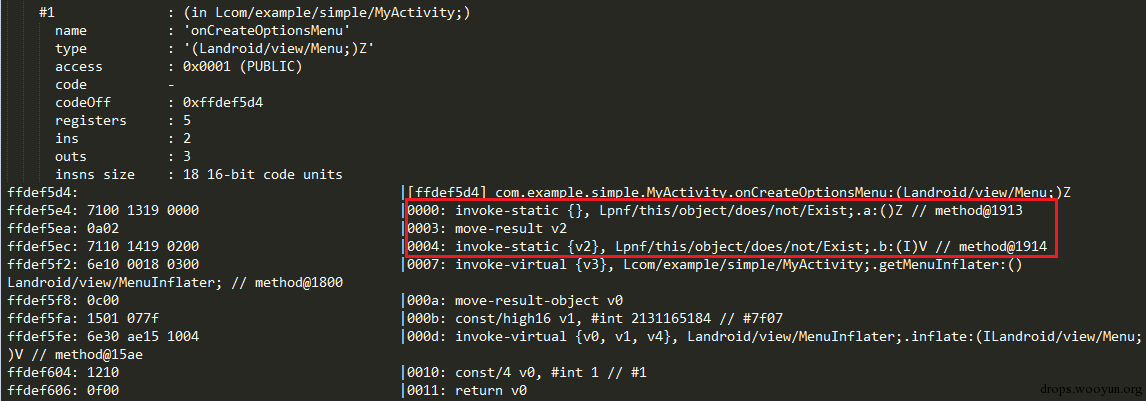 #1 : (in Lcom/example/simple/MyActivity;)
name : 'onCreateOptionsMenu'
type : '(Landroid/view/Menu;)Z'
access : 0x0001 (PUBLIC)
code -
codeOff : 0xffdef5d4
registers : 5
ins : 2
outs : 3
insns size : 18 16-bit code units
ffdef5d4: |[ffdef5d4] com.example.simple.MyActivity.onCreateOptionsMenu:(Landroid/view/Menu;)Z
ffdef5e4: 7100 1319 0000 |0000: invoke-static {}, Lpnf/this/object/does/not/Exist;.a:()Z // method@1913
ffdef5ea: 0a02 |0003: move-result v2
ffdef5ec: 7110 1419 0200 |0004: invoke-static {v2}, Lpnf/this/object/does/not/Exist;.b:(I)V // method@1914
ffdef5f2: 6e10 0018 0300 |0007: invoke-virtual {v3}, Lcom/example/simple/MyActivity;.getMenuInflater:()
Landroid/view/MenuInflater; // method@1800
ffdef5f8: 0c00 |000a: move-result-object v0
ffdef5fa: 1501 077f |000b: const/high16 v1, #int 2131165184 // #7f07
ffdef5fe: 6e30 ae15 1004 |000d: invoke-virtual {v0, v1, v4}, Landroid/view/MenuInflater;.inflate:(ILandroid/view/Menu;
)V // method@15ae
ffdef604: 1210 |0010: const/4 v0, #int 1 // #1
ffdef606: 0f00 |0011: return v0
drops.wooyun.org